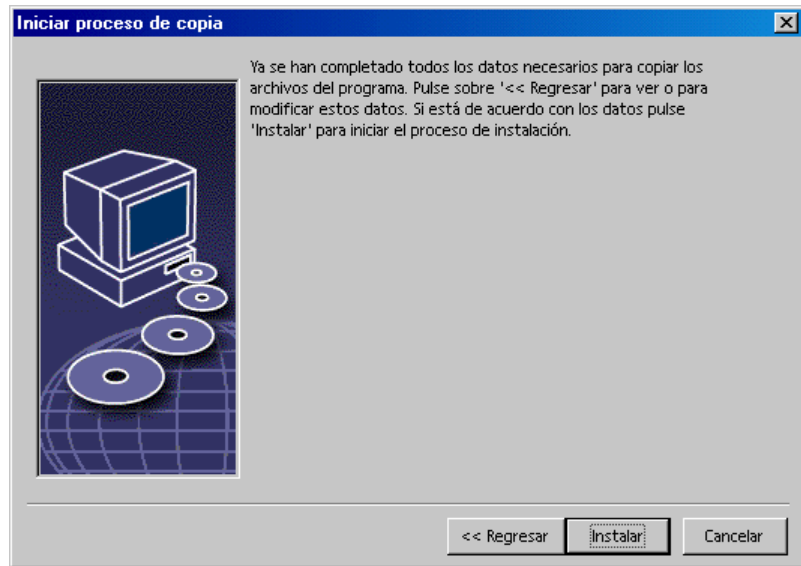 Iniciar proceso de copia
Ya se han completado todos los datos necesarios para copiar los
archivos del programa. Pulse sobre '<< Regresar' para ver o para
modificar estos datos. Si está de acuerdo con los datos pulse
'Instalar' para iniciar el proceso de instalación.
<< Regresar
Instalar
Cancelar